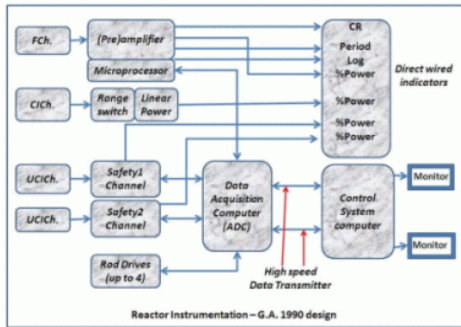 FCh.
(Pre)amplifier
Microprocessor
CR
Period
Log
%Power
%Power
%Power
%Power
Direct wired
indicators
CICh.
Range
switch
Linear
Power
UCICh.
Safety1
Channel
UCICh.
Safety2
Channel
Data
Acquisition
Computer
(ADC)
Control
System
computer
Monitor
Monitor
Rod Drives
(up to 4)
High speed
Data Transmitter
Reactor Instrumentation – G.A. 1990 design